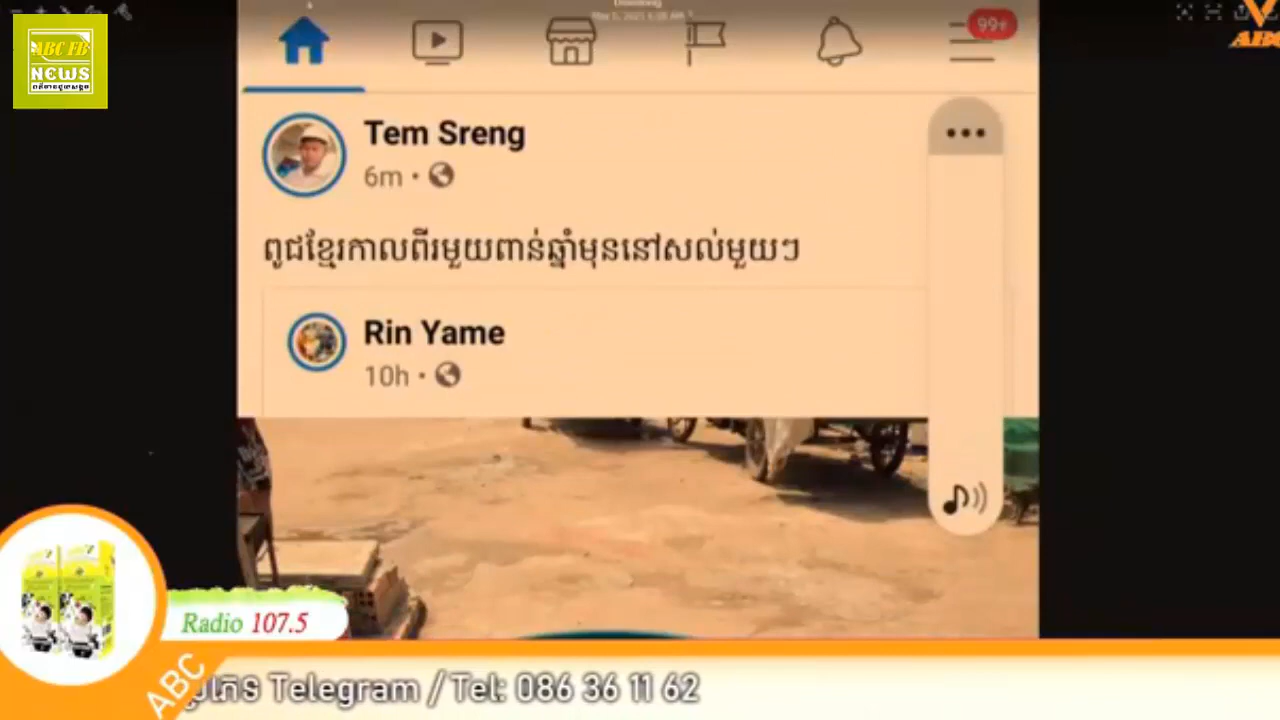 ABC FB
NEWS
99+
ABC
Tem Sreng
6m
ពូជខ្មែរកាលពីរមួយពាន់ឆ្នាំមុននៅសល់មួយៗ
Rin Yame
10h
Radio 107.5
ABC
Telegram / Tel: 086 36 11 62